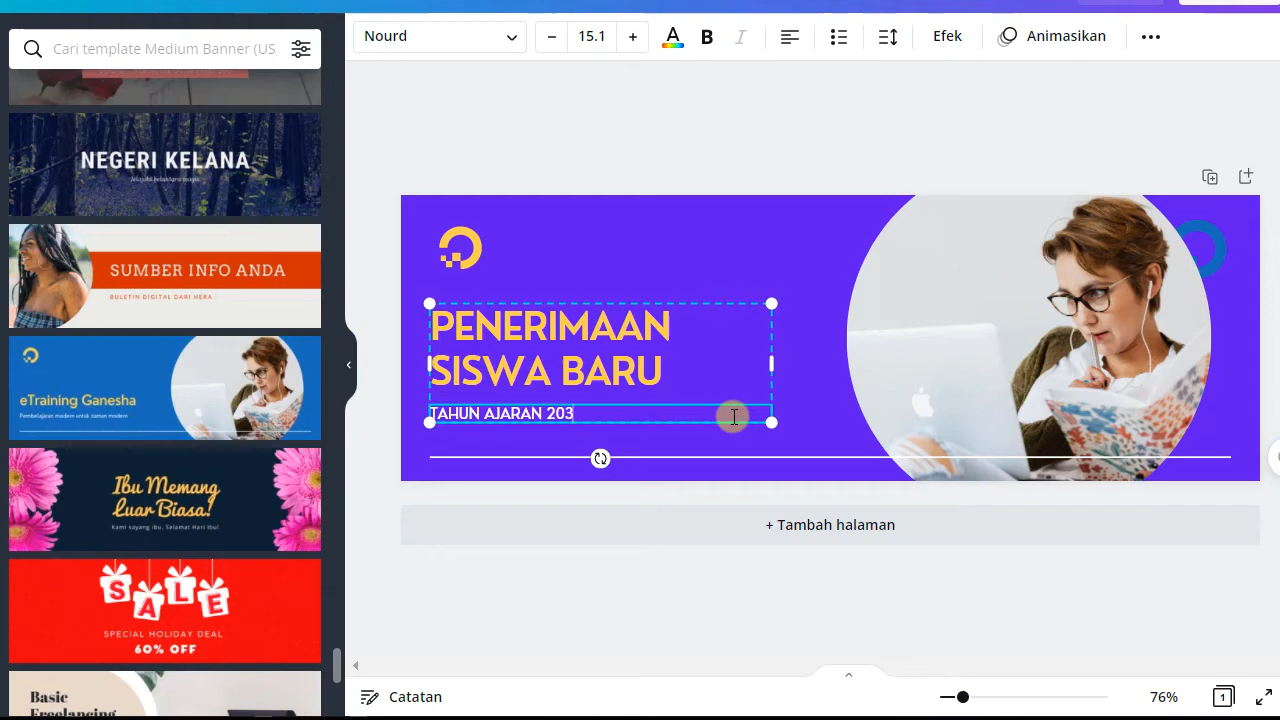 Nourd
15.1
B
I
Efek
Animasikan
Cari template Medium Banner (US
NEGERI KELANA
SUMBER INFO ANDA
BULETIN DIGITAL DARI HERA
eTraining Ganesha
Pembelajaran modern untuk zaman modern
Ibu Memang
Luar Biasa!
Kami sayang ibu. Selamat Hari Ibu!
SALE
SPECIAL HOLIDAY DEAL
60% OFF
Basic
Freelancing
PENERIMAAN
SISWA BARU
TAHUN AJARAN 203
+ Tambah halaman
Catatan
76%
1